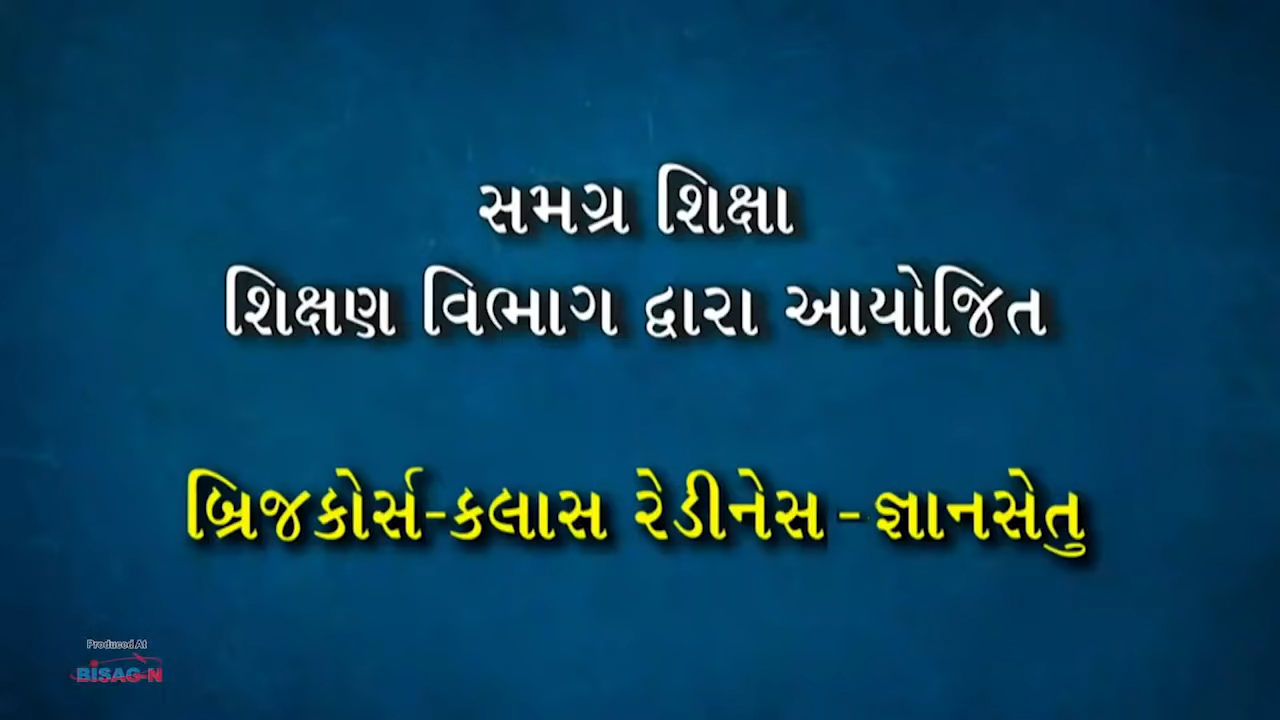 સમગ્ર શિક્ષા
શિક્ષણ વિભાગ દ્વારા આયોજિત
બ્રિજકોર્સ-કલાસ રેડીનેસ - જ્ઞાનસેતુ
Produced At
BISAG-N